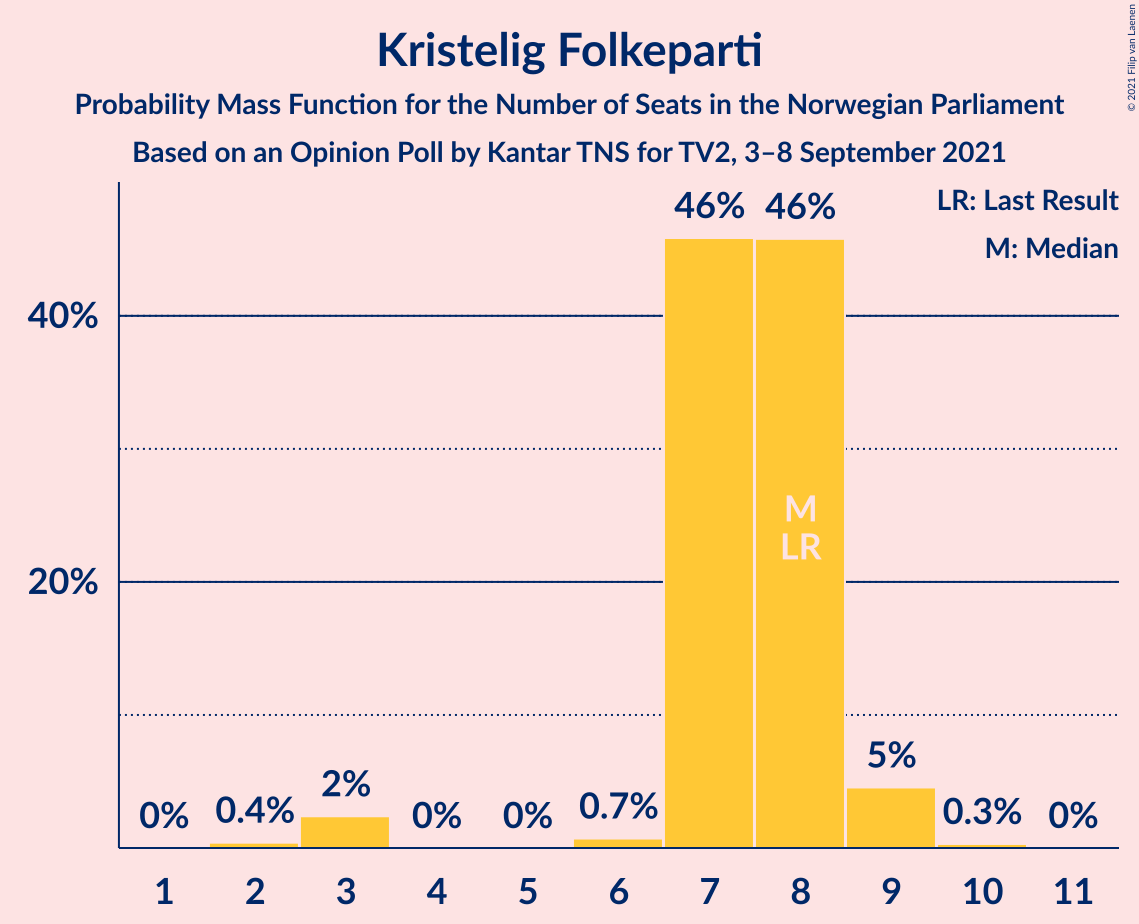 Kristelig Folkeparti
Probability Mass Function for the Number of Seats in the Norwegian Parliament
Based on an Opinion Poll by Kantar TNS for TV2, 3–8 September 2021
© 2021 Filip van Laenen
LR: Last Result
M: Median
46% 46%
40%
M
LR
20%
0% 0.4% 2% 0% 0% 0.7% 5% 0.3% 0%
1 2 3 4 5 6 7 8 9 10 11